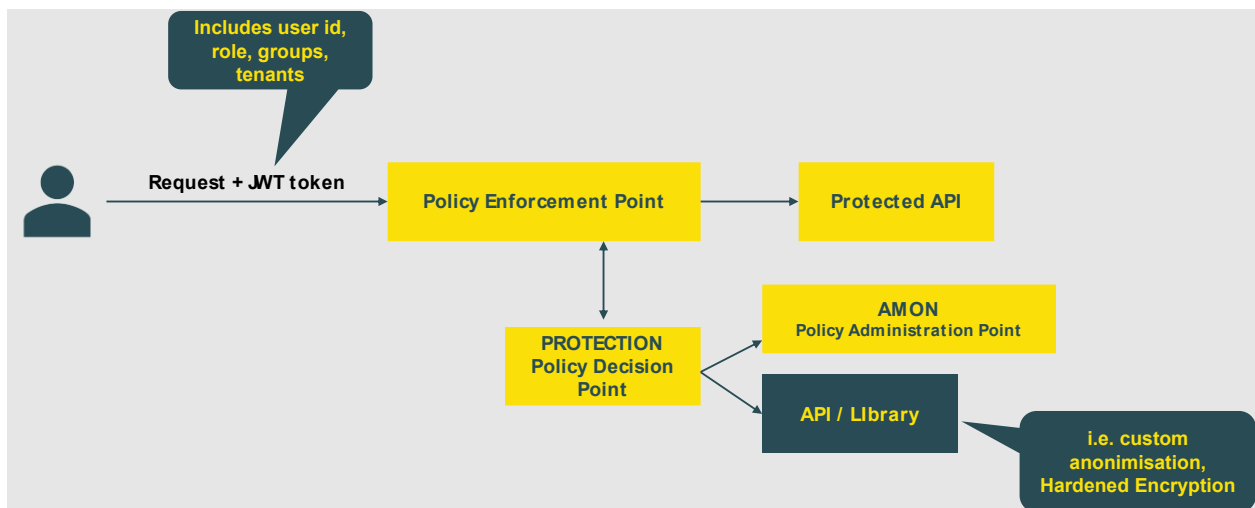 Includes user id,
role, groups,
tenants
Request + JWT token
Policy Enforcement Point
Protected API
AMON
Policy Administration Point
PROTECTION
Policy Decision
Point
API / LIbrary
i.e. custom
anonimisation,
Hardened Encryption